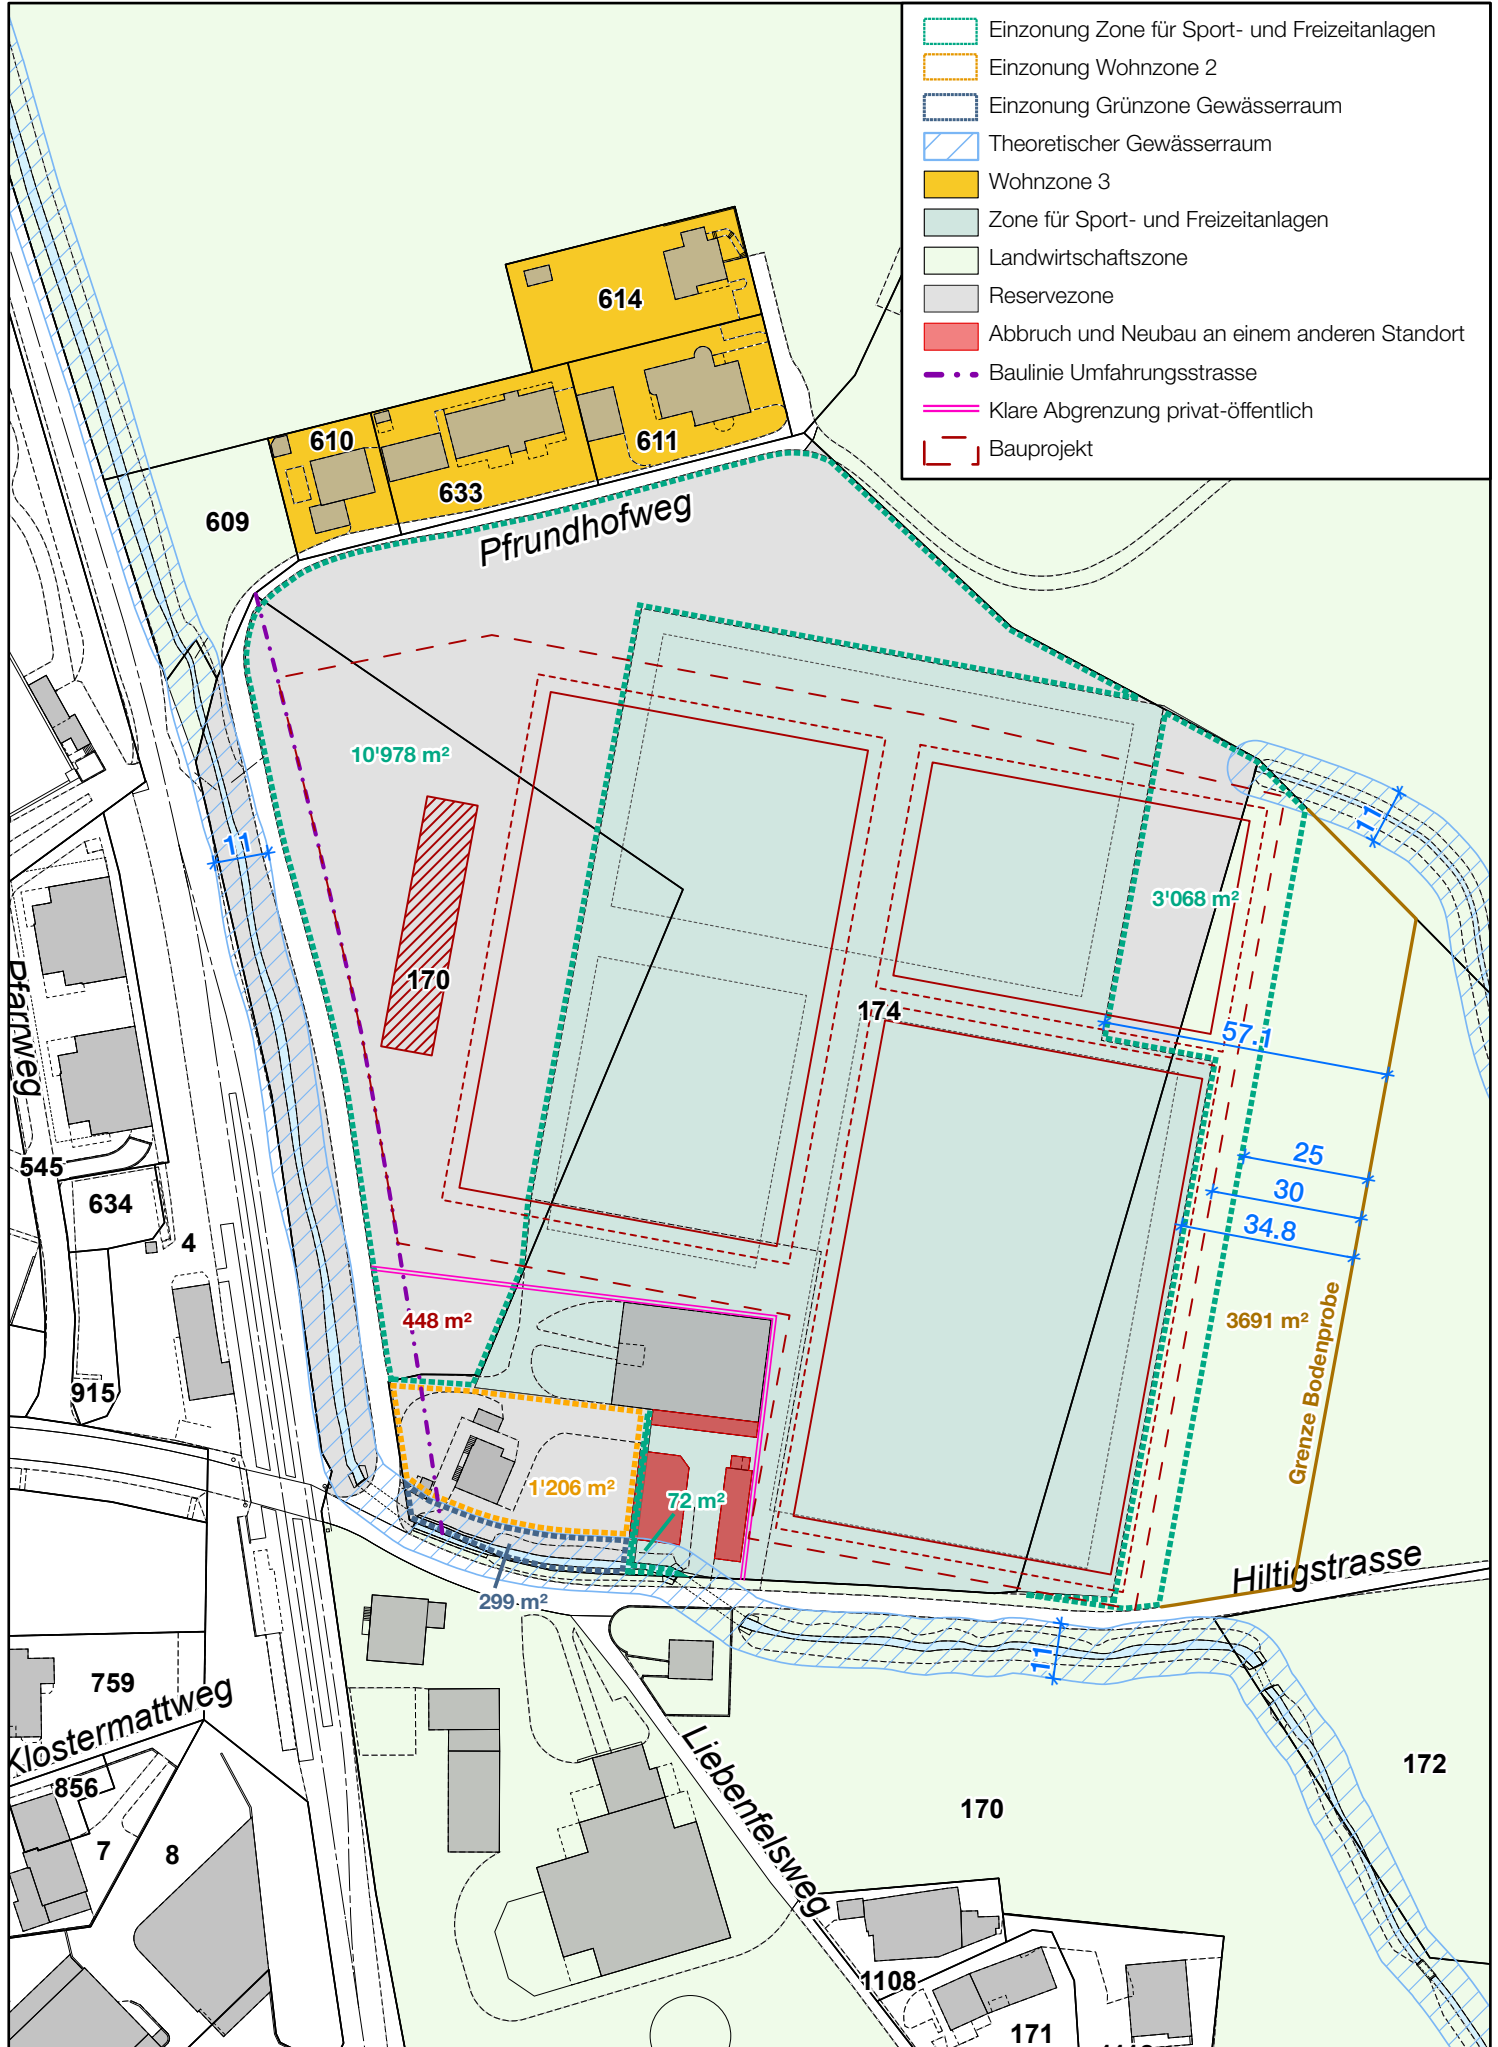 Einzonung Zone für Sport- und Freizeitanlagen
Einzonung Wohnzone 2
Einzonung Grünzone Gewässerraum
Theoretischer Gewässerraum
Wohnzone 3
Zone für Sport- und Freizeitanlagen
Landwirtschaftszone
Reservezone
Abbruch und Neubau an einem anderen Standort
Baulinie Umfahrungsstrasse
Klare Abgrenzung privat-öffentlich
Bauprojekt
614
610
611
633
609
Pfrundhofweg
10'978 m²
11
11
3'068 m²
170
174
Pfarrweg
57.1
545
25
634
30
4
34.8
448 m²
3691 m²
Grenze Bodenprobe
915
1'206 m²
72 m²
Hiltigstrasse
299 m²
11
759
Klostermattweg
Liebenfelsweg
172
856
170
7
8
1108
171